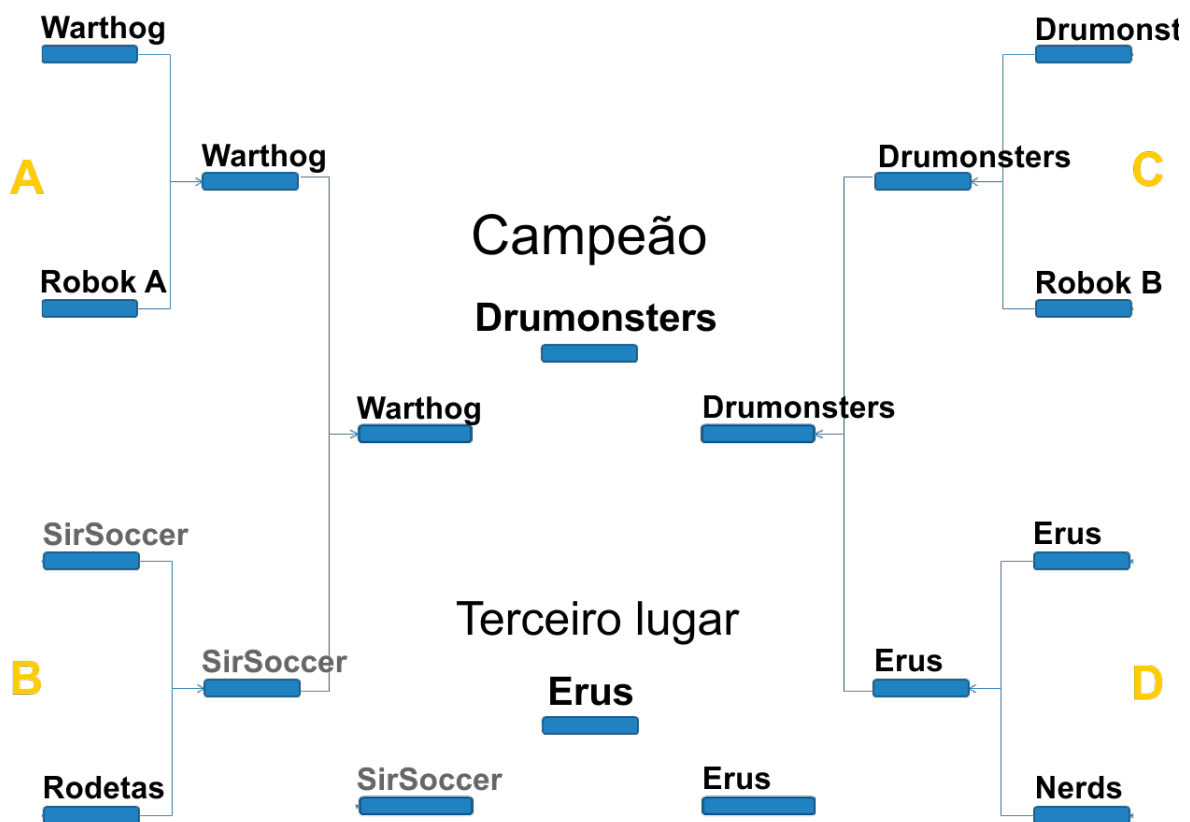 Warthog
Drumonst
Warthog
Drumonsters
A
C
Campeão
Robok A
Robok B
Drumonsters
Warthog
Drumonsters
SirSoccer
Erus
Terceiro lugar
SirSoccer
Erus
B
D
Erus
Rodetas
SirSoccer
Erus
Nerds